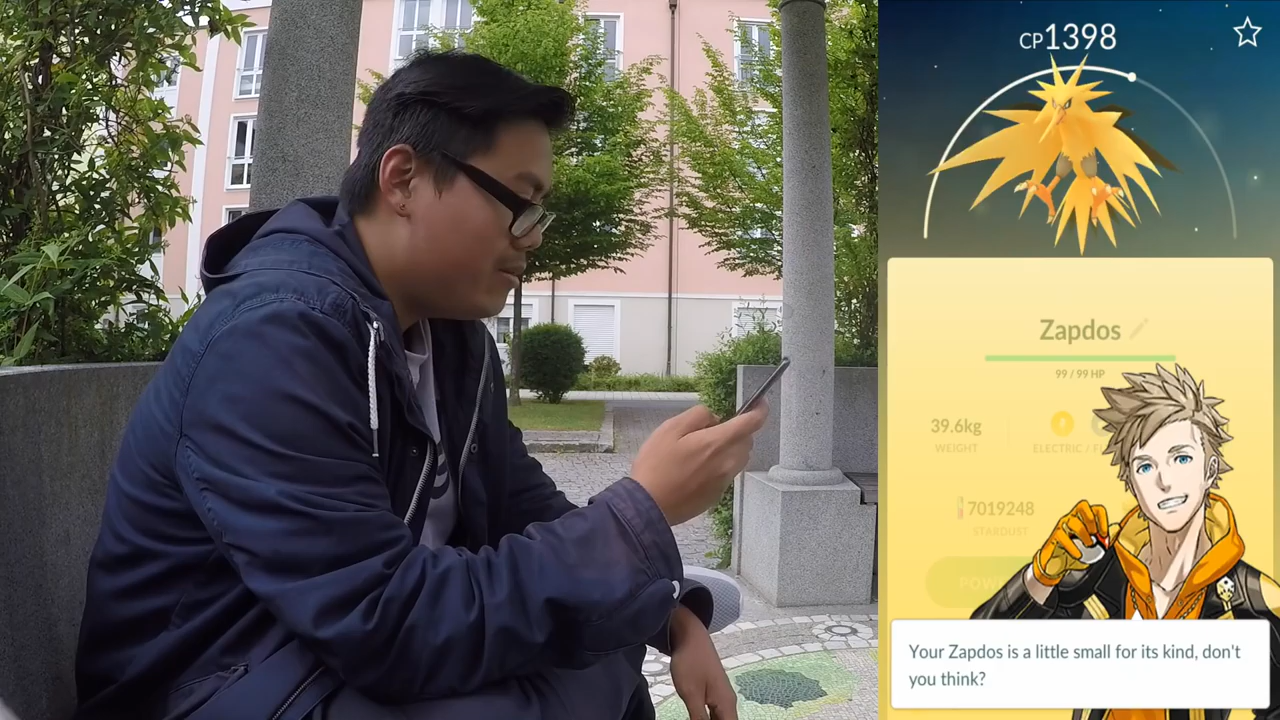 CP1398
Zapdos
99 / 99 HP
39.6kg
WEIGHT
ELECTRIC / FL
7019248
STARDUST
POW
Your Zapdos is a little small for its kind, don't
you think?